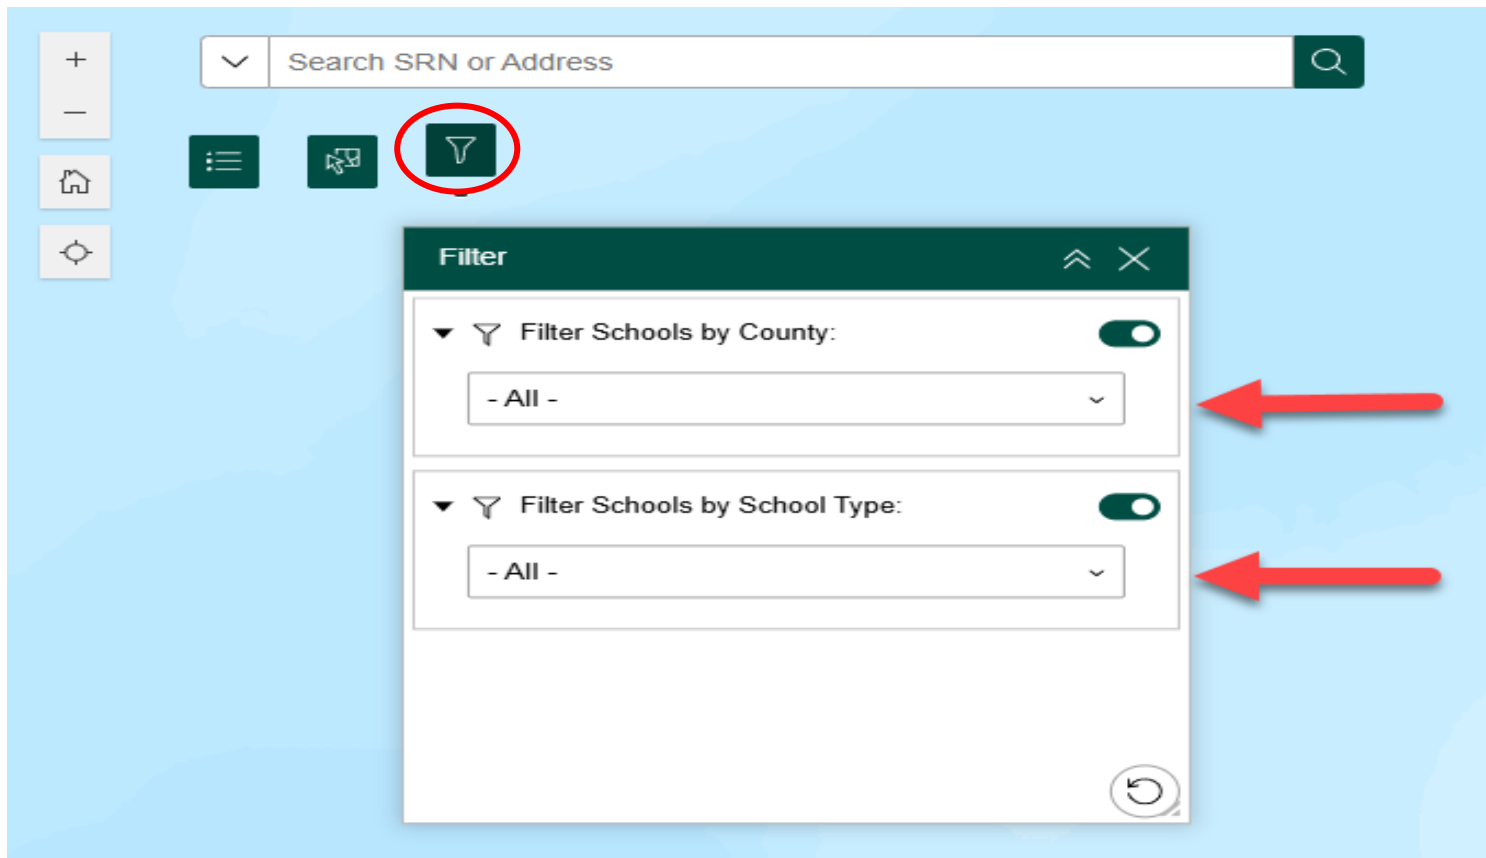 Search SRN or Address
Filter
Filter Schools by County:
- All -
Filter Schools by School Type:
- All -